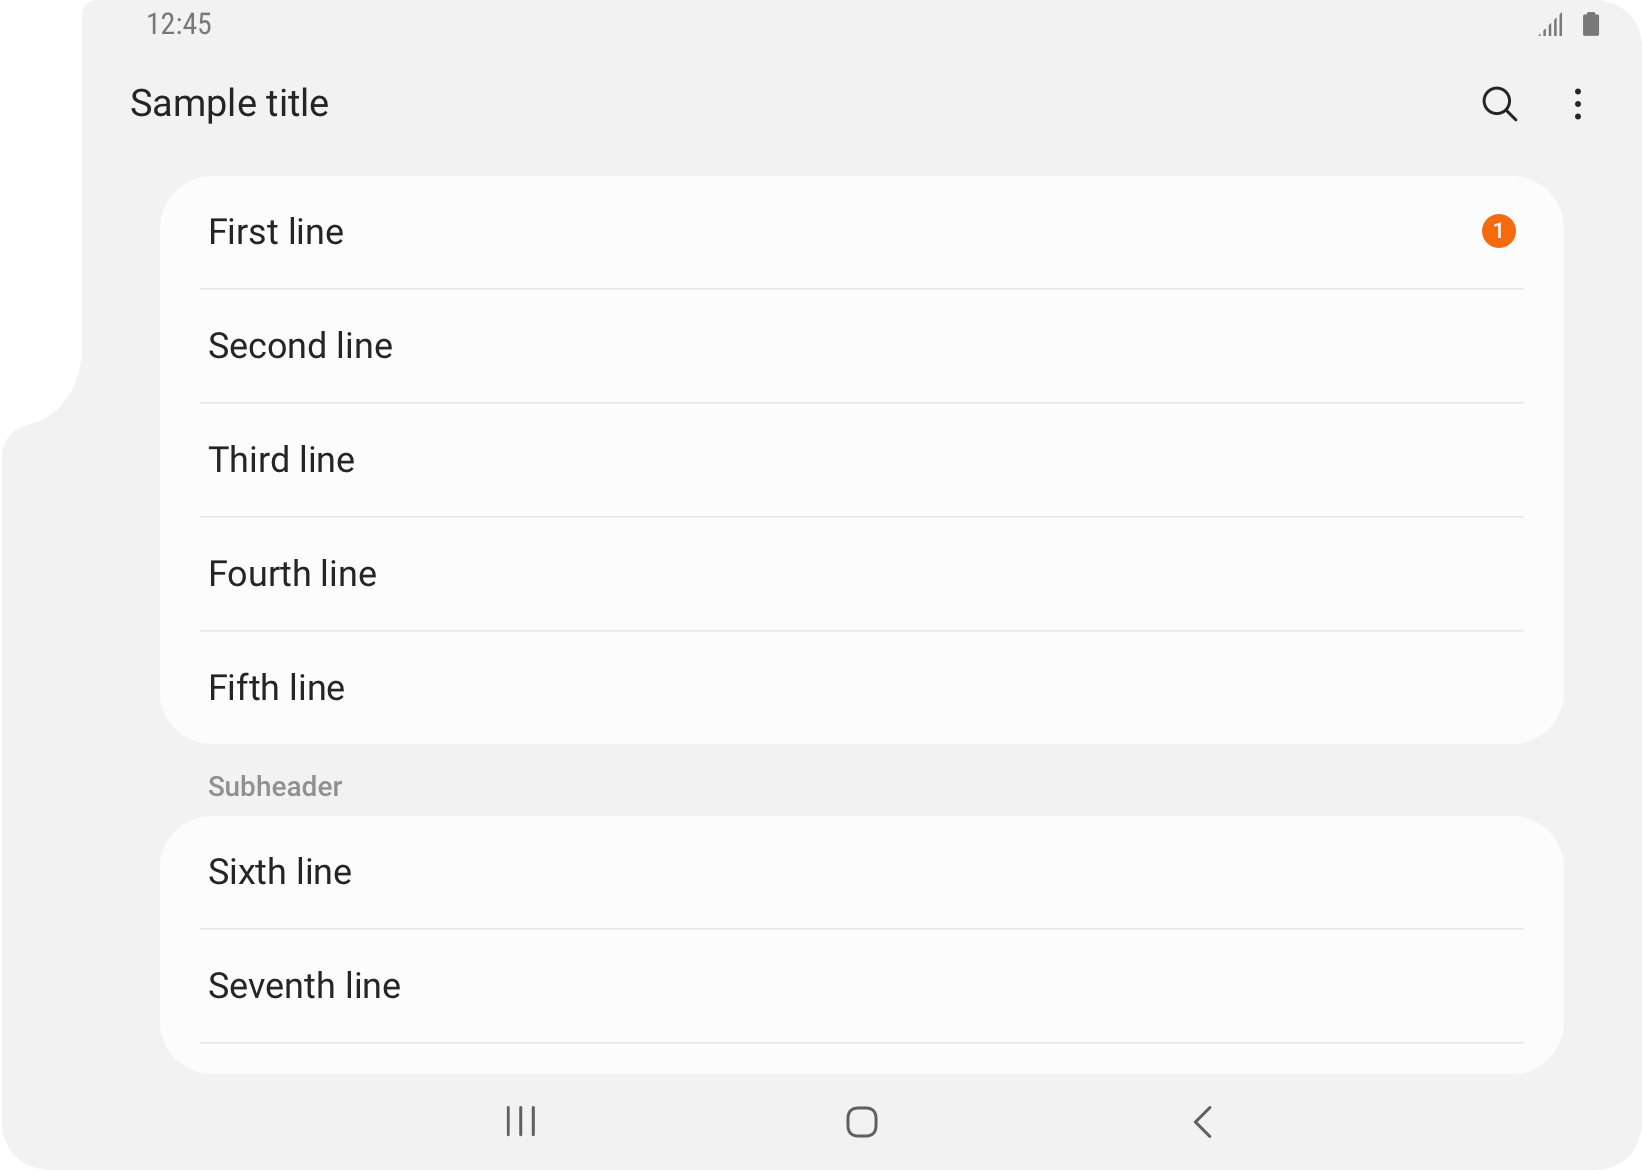 12:45
Sample title
First line
1
Second line
Third line
Fourth line
Fifth line
Subheader
Sixth line
Seventh line